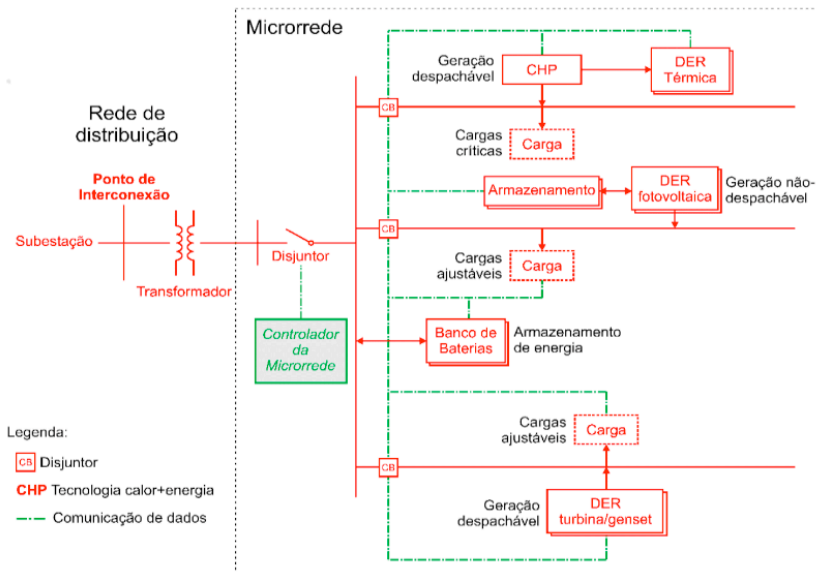 Microrrede
Rede de
distribuição
Ponto de
Interconexão
Subestação
Transformador
Disjuntor
Controlador
da
Microrrede
Geração
despachável
CHP
DER
Térmica
CB
Cargas
críticas
Carga
Armazenamento
DER
fotovoltaica
Geração não-
despachável
CB
Cargas
ajustáveis
Carga
Banco de
Baterias
Armazenamento
de energia
Cargas
ajustáveis
Carga
CB
Geração
despachável
DER
turbina/genset
Legenda:
CB Disjuntor
CHP Tecnologia calor+energia
Comunicação de dados